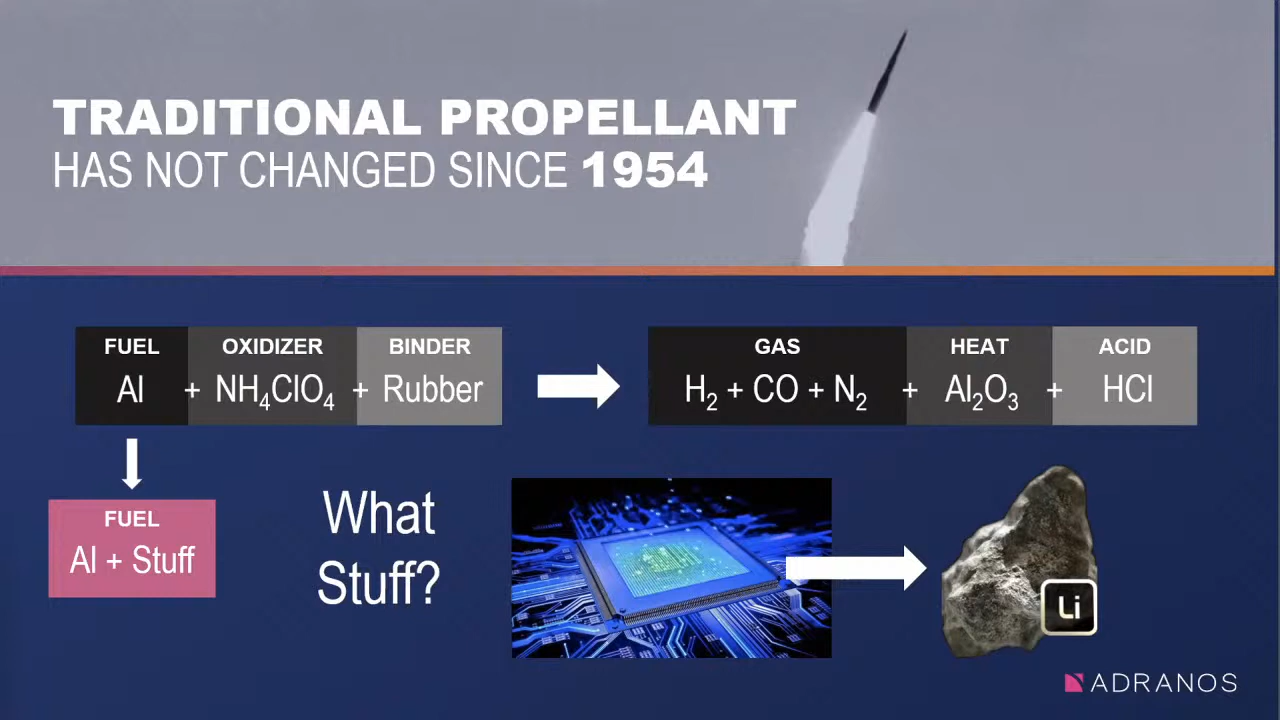 TRADITIONAL PROPELLANT
HAS NOT CHANGED SINCE 1954
FUEL OXIDIZER BINDER
Al + NH₄ClO₄ + Rubber
GAS HEAT ACID
H₂ + CO + N₂ + Al₂O₃ + HCl
FUEL
Al + Stuff
What
Stuff?
Li
ADRANOS